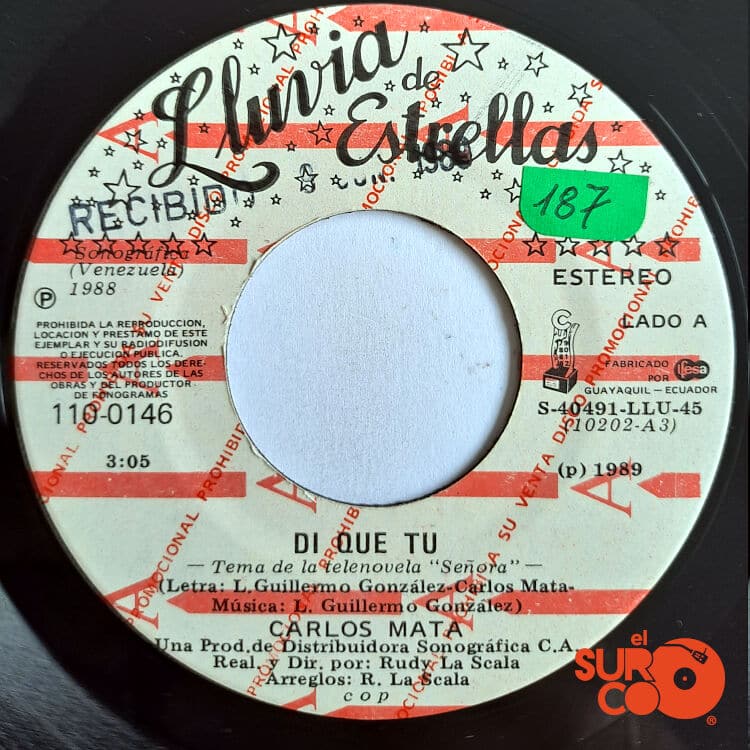 Lluvia
de
Estrellas
RECIBIDO
187
Sonográfica
(Venezuela)
℗ 1988
PROHIBIDA LA REPRODUCCION,
LOCACION Y PRESTAMO DE ESTE
EJEMPLAR Y SU RADIODIFUSION
O EJECUCION PUBLICA.
RESERVADOS TODOS LOS DERE-
CHOS DE LOS AUTORES DE LAS
OBRAS Y DEL PRODUCTOR
DE FONOGRAMAS
110-0146
3:05
ESTEREO
LADO A
FABRICADO
POR ifesa
GUAYAQUIL - ECUADOR
S-40491-LLU-45
(10202-A3)
(p) 1989
DISCO PROMOCIONAL PROHIBIDA SU VENTA
DI QUE TU
— Tema de la telenovela "Señora" —
(Letra: L. Guillermo González-Carlos Mata-
Música: L. Guillermo González)
CARLOS MATA
Una Prod. de Distribuidora Sonográfica C.A.
Real. y Dir. por: Rudy La Scala
Arreglos: R. La Scala
c o p
el
SURCO
®